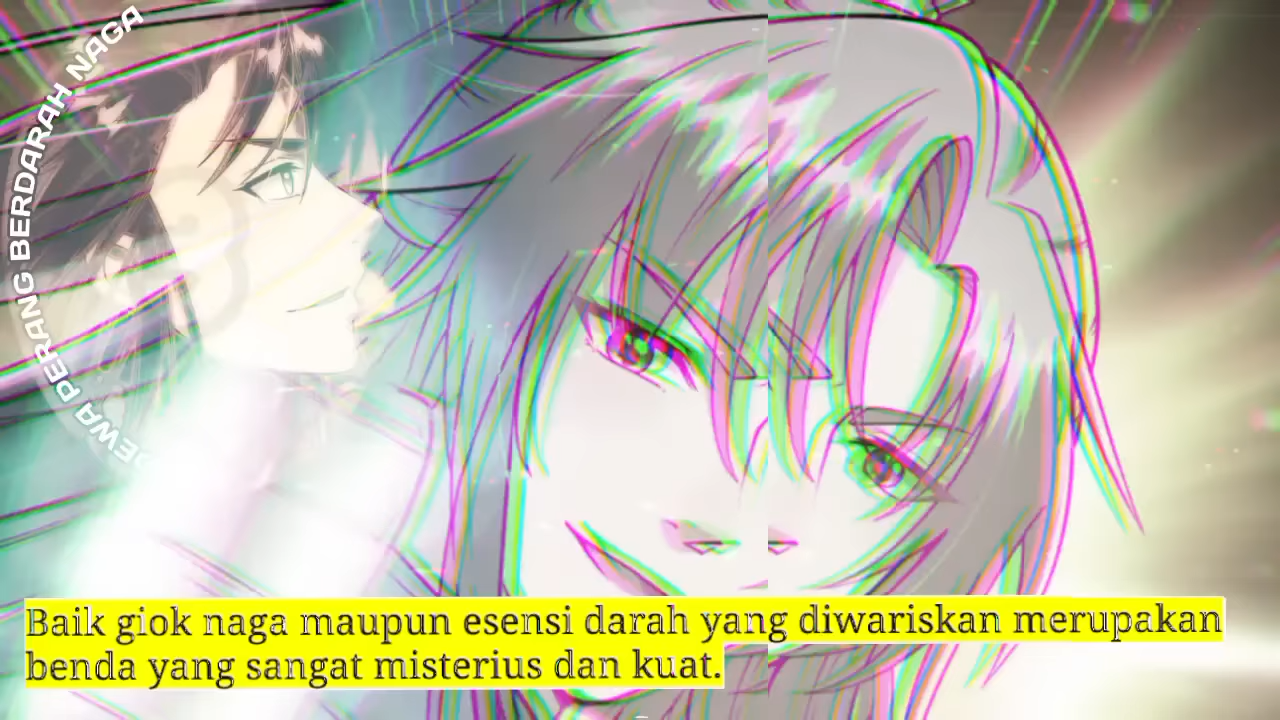 DEWA PERANG BERDARAH NAGA
Baik giok naga maupun esensi darah yang diwariskan merupakan
benda yang sangat misterius dan kuat.